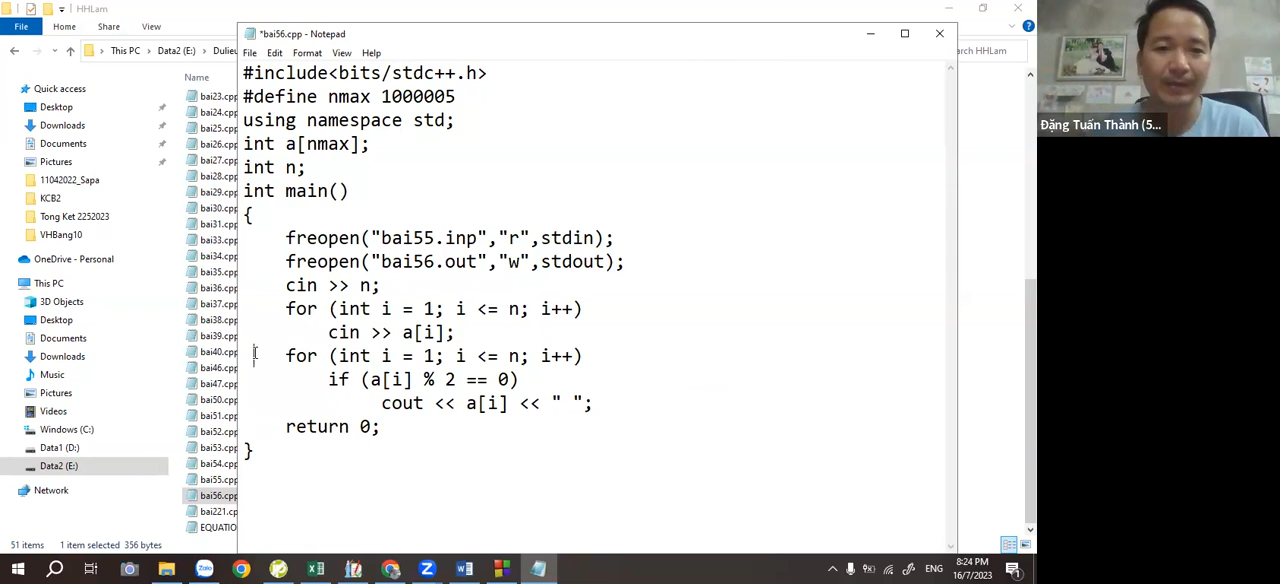 HHLam
File
Home
Share
View
This PC
Data2 (E:)
Dulieu
arch HHLam
Name
Quick access
Desktop
Downloads
Documents
Pictures
11042022_Sapa
KCB2
Tong Ket 2252023
VHBang10
OneDrive - Personal
This PC
3D Objects
Desktop
Documents
Downloads
Music
Pictures
Videos
Windows (C:)
Data1 (D:)
Data2 (E:)
Network
bai23.cpp
bai24.cpp
bai25.cpp
bai26.cpp
bai27.cpp
bai28.cpp
bai29.cpp
bai30.cpp
bai31.cpp
bai33.cpp
bai34.cpp
bai35.cpp
bai36.cpp
bai37.cpp
bai38.cpp
bai39.cpp
bai40.cpp
bai46.cpp
bai47.cpp
bai50.cpp
bai51.cpp
bai52.cpp
bai53.cpp
bai54.cpp
bai55.cpp
bai56.cpp
bai221.cp
EQUATIO
51 items 1 item selected 356 bytes
*bai56.cpp - Notepad
File Edit Format View Help
#include<bits/stdc++.h>
#define nmax 1000005
using namespace std;
int a[nmax];
int n;
int main()
{
freopen("bai55.inp","r",stdin);
freopen("bai56.out","w",stdout);
cin >> n;
for (int i = 1; i <= n; i++)
cin >> a[i];
for (int i = 1; i <= n; i++)
if (a[i] % 2 == 0)
cout << a[i] << " ";
return 0;
}
Đặng Tuấn Thành (5...
Zalo
ENG
8:24 PM
16/7/2023
1